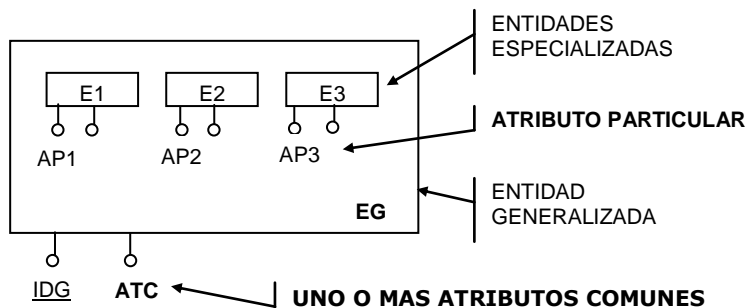 ENTIDADES
ESPECIALIZADAS
E1
E2
E3
AP1
AP2
AP3
ATRIBUTO PARTICULAR
EG
ENTIDAD
GENERALIZADA
IDG
ATC
UNO O MAS ATRIBUTOS COMUNES